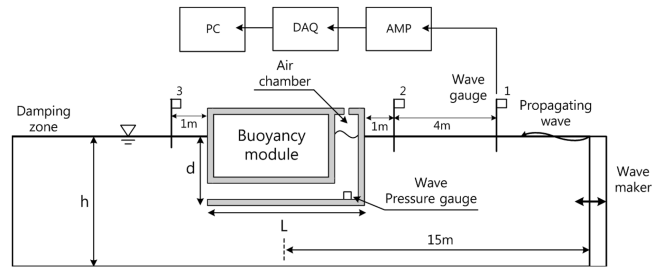 PC
DAQ
AMP
Air
chamber
Wave
gauge
3
2
1
Damping
zone
1m
1m
4m
Propagating
wave
Buoyancy
module
d
h
Wave
Pressure gauge
Wave
maker
L
15m